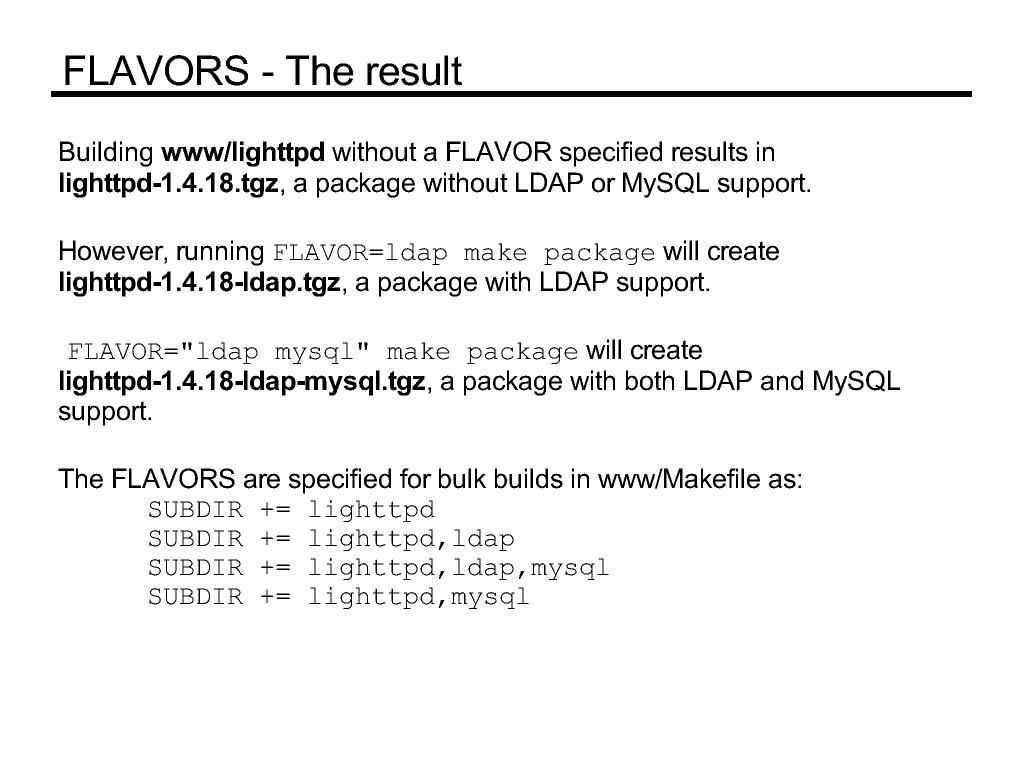 FLAVORS - The result
Building www/lighttpd without a FLAVOR specified results in
lighttpd-1.4.18.tgz, a package without LDAP or MySQL support.
However, running FLAVOR=ldap make package will create
lighttpd-1.4.18-ldap.tgz, a package with LDAP support.
FLAVOR="ldap mysql" make package will create
lighttpd-1.4.18-ldap-mysql.tgz, a package with both LDAP and MySQL
support.
The FLAVORS are specified for bulk builds in www/Makefile as:
SUBDIR += lighttpd
SUBDIR += lighttpd,ldap
SUBDIR += lighttpd,ldap,mysql
SUBDIR += lighttpd,mysql